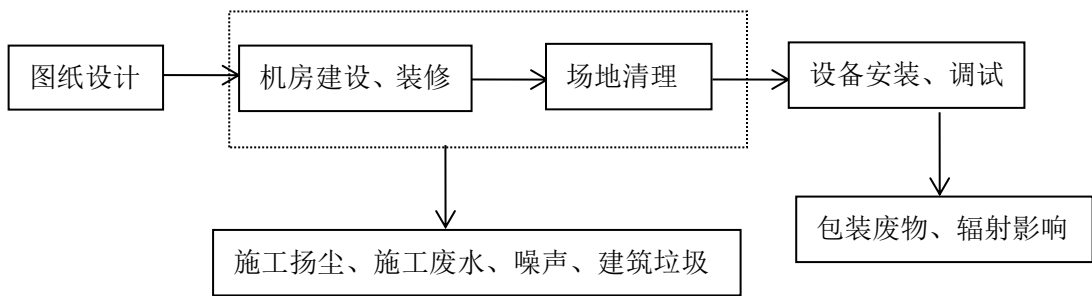 图纸设计
机房建设、装修
场地清理
设备安装、调试
施工扬尘、施工废水、噪声、建筑垃圾
包装废物、辐射影响